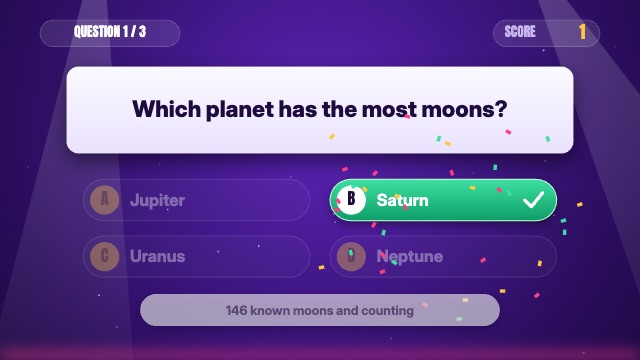 QUESTION 1 / 3
SCORE 1
Which planet has the most moons?
A Jupiter
B Saturn
C Uranus
D Neptune
146 known moons and counting